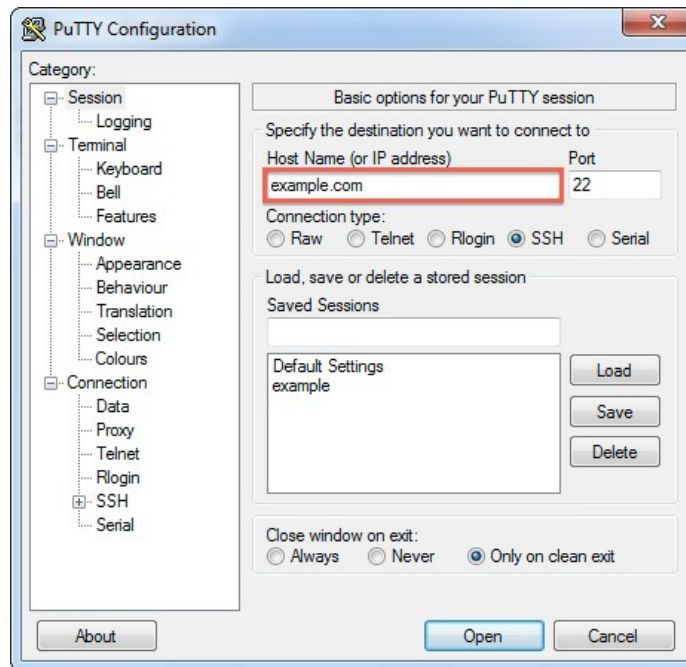 PuTTY Configuration
Category:
Session
Logging
Terminal
Keyboard
Bell
Features
Window
Appearance
Behaviour
Translation
Selection
Colours
Connection
Data
Proxy
Telnet
Rlogin
SSH
Serial
Basic options for your PuTTY session
Specify the destination you want to connect to
Host Name (or IP address) Port
example.com 22
Connection type:
Raw Telnet Rlogin SSH Serial
Load, save or delete a stored session
Saved Sessions
Default Settings
example
Load
Save
Delete
Close window on exit:
Always Never Only on clean exit
About Open Cancel